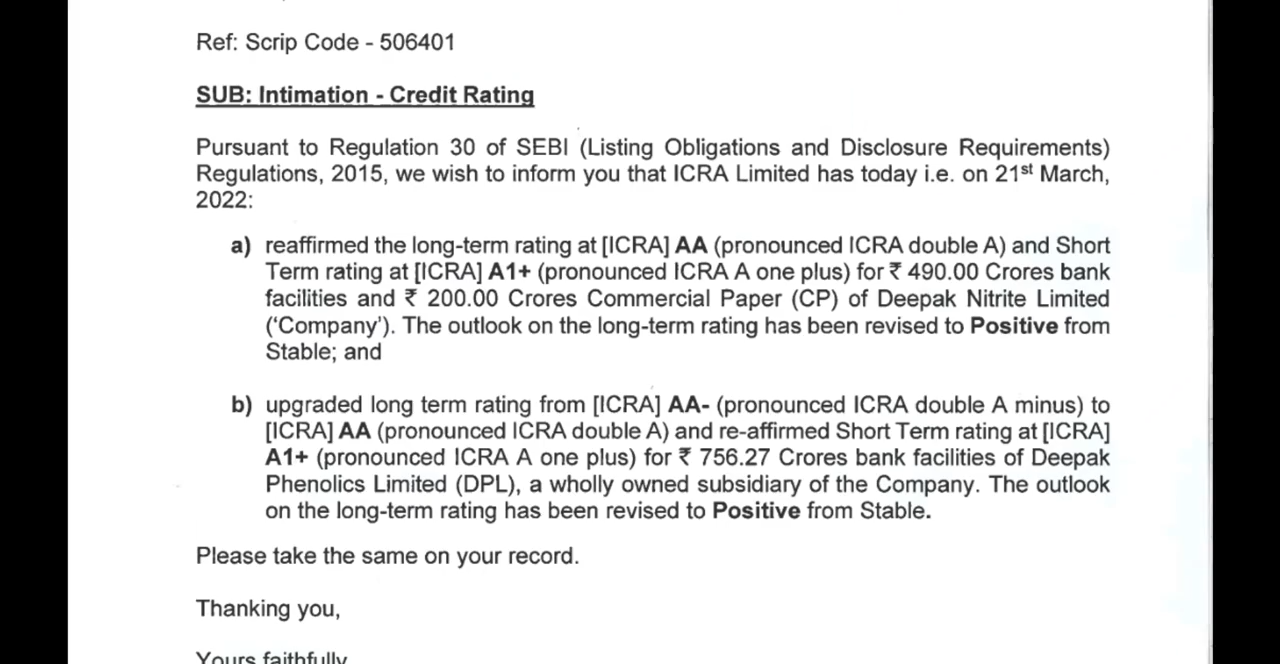 Ref: Scrip Code - 506401
SUB: Intimation - Credit Rating
Pursuant to Regulation 30 of SEBI (Listing Obligations and Disclosure Requirements)
Regulations, 2015, we wish to inform you that ICRA Limited has today i.e. on 21st March,
2022:
a) reaffirmed the long-term rating at [ICRA] AA (pronounced ICRA double A) and Short
Term rating at [ICRA] A1+ (pronounced ICRA A one plus) for ₹ 490.00 Crores bank
facilities and ₹ 200.00 Crores Commercial Paper (CP) of Deepak Nitrite Limited
(‘Company’). The outlook on the long-term rating has been revised to Positive from
Stable; and
b) upgraded long term rating from [ICRA] AA- (pronounced ICRA double A minus) to
[ICRA] AA (pronounced ICRA double A) and re-affirmed Short Term rating at [ICRA]
A1+ (pronounced ICRA A one plus) for ₹ 756.27 Crores bank facilities of Deepak
Phenolics Limited (DPL), a wholly owned subsidiary of the Company. The outlook
on the long-term rating has been revised to Positive from Stable.
Please take the same on your record.
Thanking you,
Yours faithfully